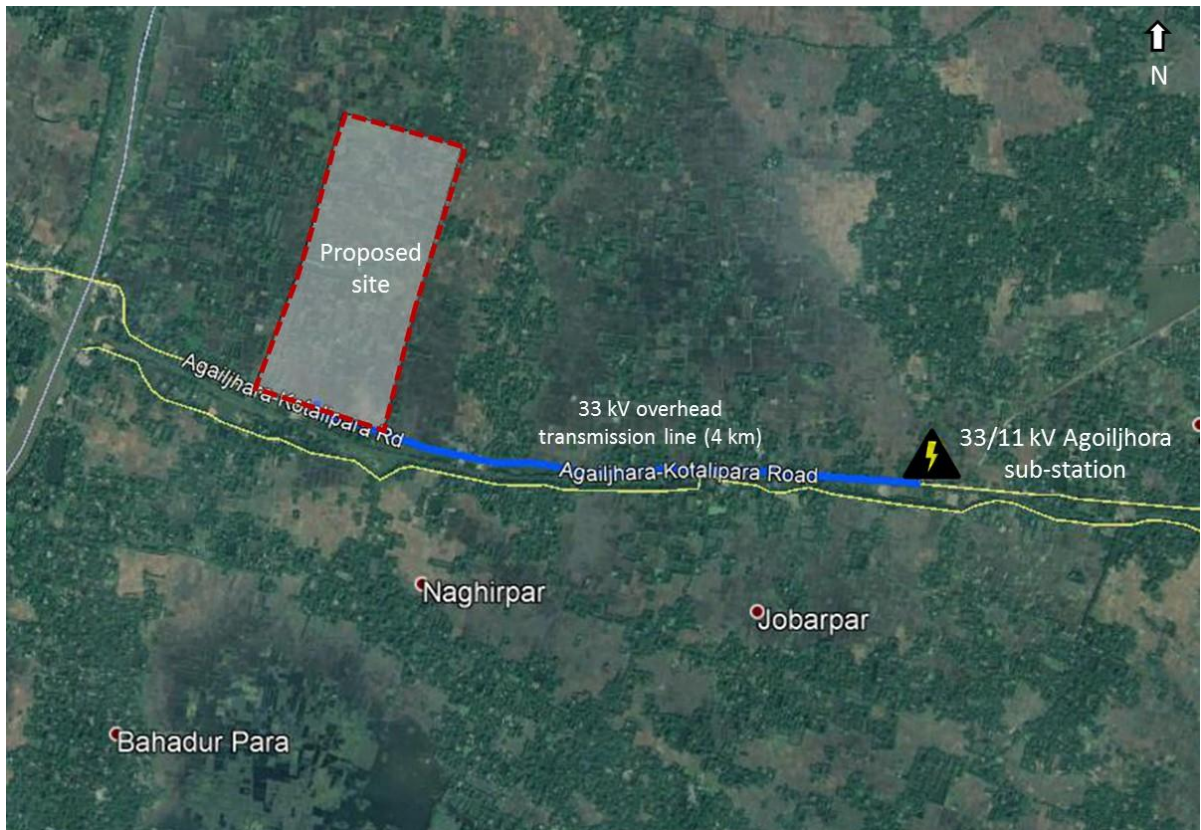 N
Proposed
site
Agailjhara-Kotalipara Rd
33 kV overhead
transmission line (4 km)
33/11 kV Agoiljhora
sub-station
Agailjhara-Kotalipara Road
Naghirpar
Jobarpar
Bahadur Para